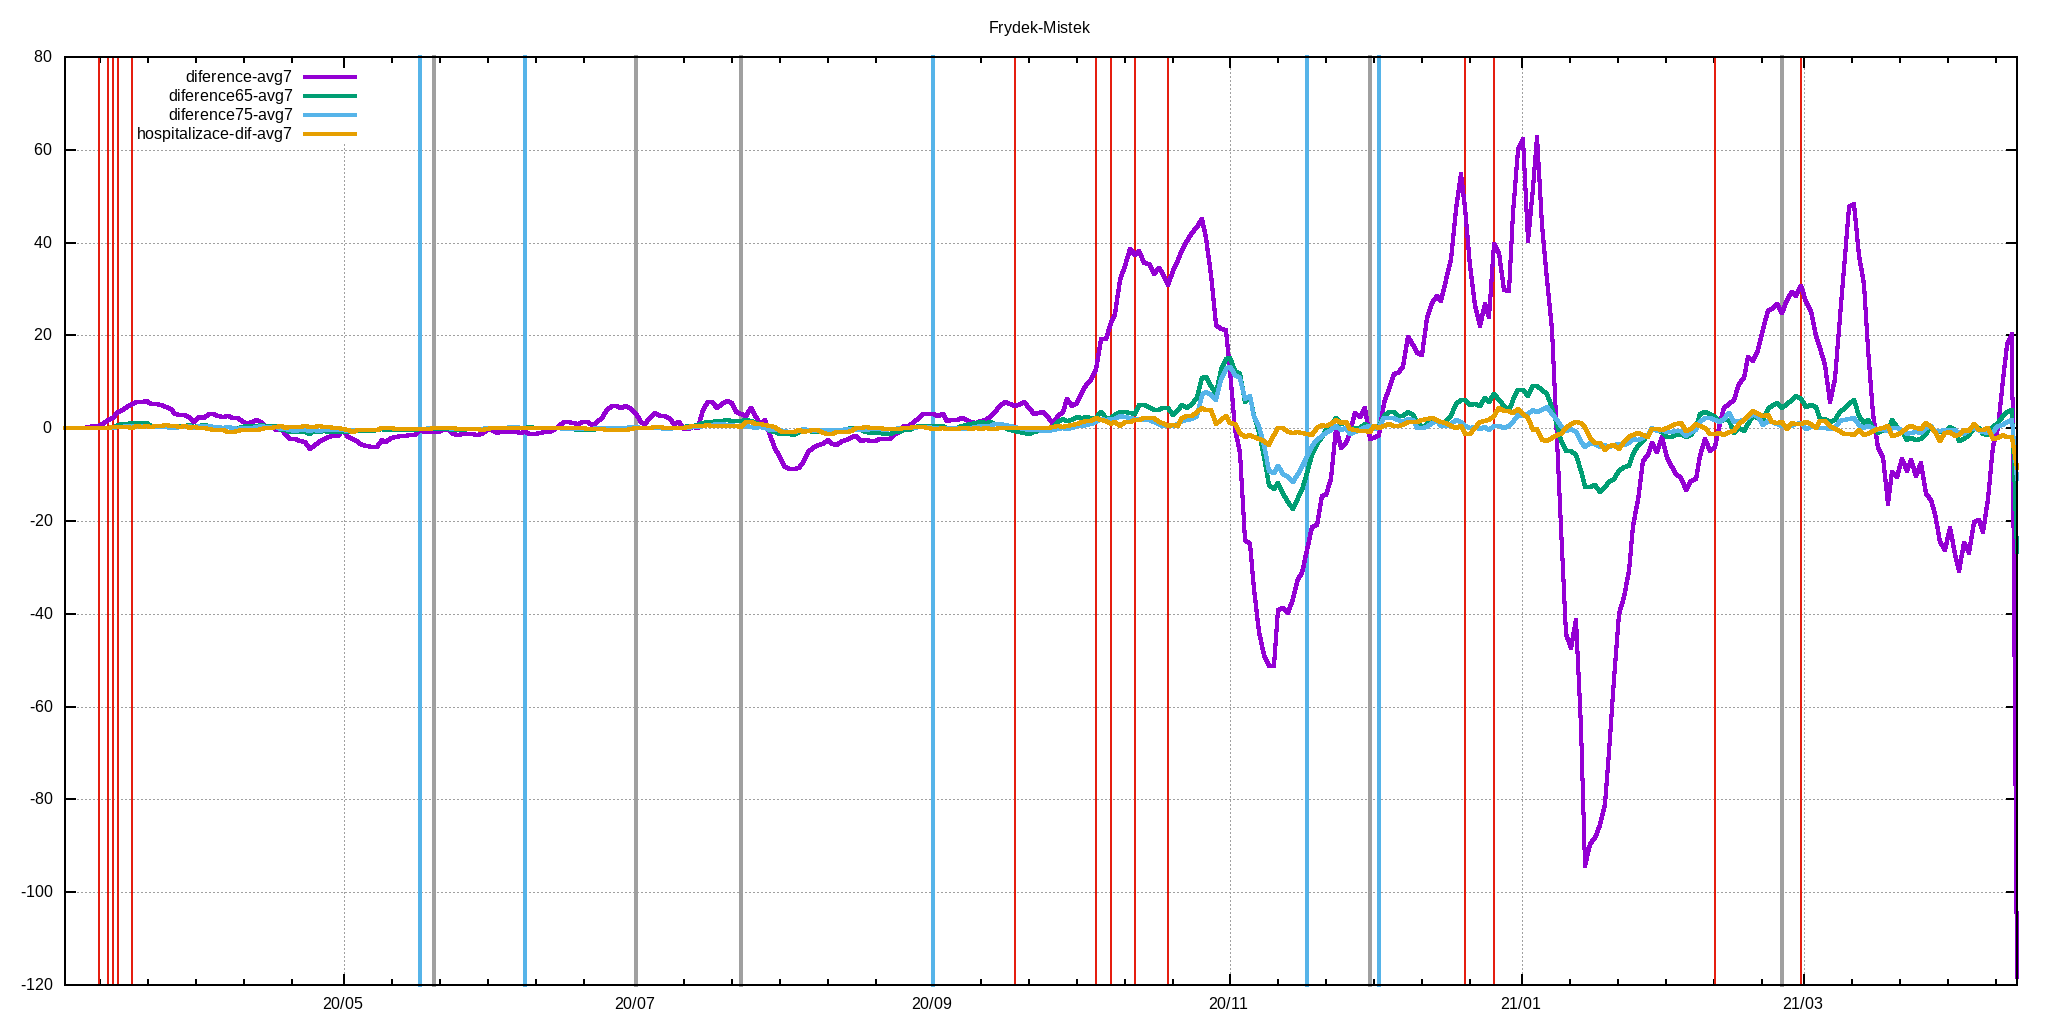 Frydek-Mistek
80
60
40
20
0
-20
-40
-60
-80
-100
-120
diference-avg7
diference65-avg7
diference75-avg7
hospitalizace-dif-avg7
20/05 20/07 20/09 20/11 21/01 21/03